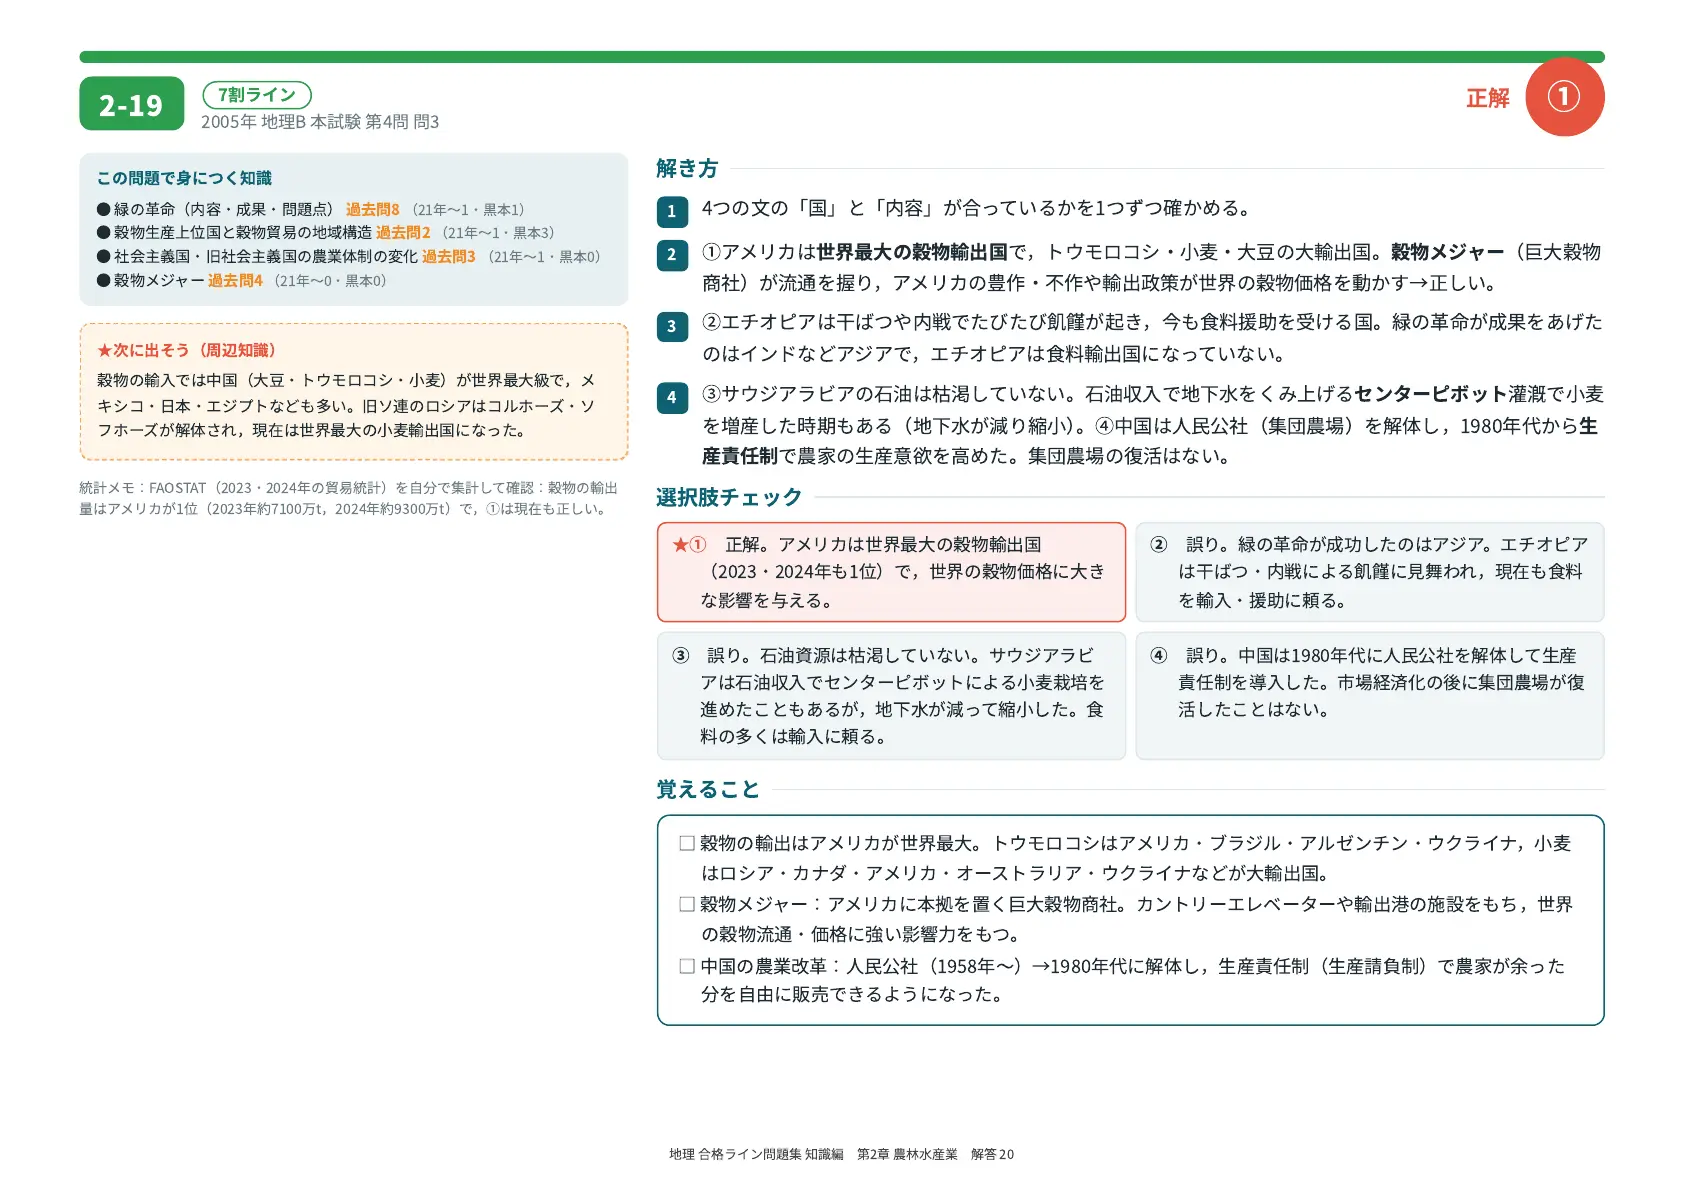 2-19
7割ライン
2005年 地理B 本試験 第4問 問3
正解 ①
この問題で身につく知識
●緑の革命（内容・成果・問題点） 過去問8 （21年〜1・黒本1）
●穀物生産上位国と穀物貿易の地域構造 過去問2 （21年〜1・黒本3）
●社会主義国・旧社会主義国の農業体制の変化 過去問3 （21年〜1・黒本0）
●穀物メジャー 過去問4 （21年〜0・黒本0）
★次に出そう（周辺知識）
穀物の輸入では中国（大豆・トウモロコシ・小麦）が世界最大級で，メ
キシコ・日本・エジプトなども多い。旧ソ連のロシアはコルホーズ・ソ
フホーズが解体され，現在は世界最大の小麦輸出国になった。
統計メモ：FAOSTAT（2023・2024年の貿易統計）を自分で集計して確認：穀物の輸出
量はアメリカが1位（2023年約7100万t，2024年約9300万t）で，①は現在も正しい。
解き方
1 4つの文の「国」と「内容」が合っているかを1つずつ確かめる。
2 ①アメリカは世界最大の穀物輸出国で，トウモロコシ・小麦・大豆の大輸出国。穀物メジャー（巨大穀物
商社）が流通を握り，アメリカの豊作・不作や輸出政策が世界の穀物価格を動かす→正しい。
3 ②エチオピアは干ばつや内戦でたびたび飢饉が起き，今も食料援助を受ける国。緑の革命が成果をあげた
のはインドなどアジアで，エチオピアは食料輸出国になっていない。
4 ③サウジアラビアの石油は枯渇していない。石油収入で地下水をくみ上げるセンターピボット灌漑で小麦
を増産した時期もある（地下水が減り縮小）。④中国は人民公社（集団農場）を解体し，1980年代から生
産責任制で農家の生産意欲を高めた。集団農場の復活はない。
選択肢チェック
★① 正解。アメリカは世界最大の穀物輸出国
（2023・2024年も1位）で，世界の穀物価格に大き
な影響を与える。
② 誤り。緑の革命が成功したのはアジア。エチオピア
は干ばつ・内戦による飢饉に見舞われ，現在も食料
を輸入・援助に頼る。
③ 誤り。石油資源は枯渇していない。サウジアラビ
アは石油収入でセンターピボットによる小麦栽培を
進めたこともあるが，地下水が減って縮小した。食
料の多くは輸入に頼る。
④ 誤り。中国は1980年代に人民公社を解体して生産
責任制を導入した。市場経済化の後に集団農場が復
活したことはない。
覚えること
□ 穀物の輸出はアメリカが世界最大。トウモロコシはアメリカ・ブラジル・アルゼンチン・ウクライナ，小麦
はロシア・カナダ・アメリカ・オーストラリア・ウクライナなどが大輸出国。
□ 穀物メジャー：アメリカに本拠を置く巨大穀物商社。カントリーエレベーターや輸出港の施設をもち，世界
の穀物流通・価格に強い影響力をもつ。
□ 中国の農業改革：人民公社（1958年〜）→1980年代に解体し，生産責任制（生産請負制）で農家が余った
分を自由に販売できるようになった。
地理 合格ライン問題集 知識編 第2章 農林水産業 解答 20